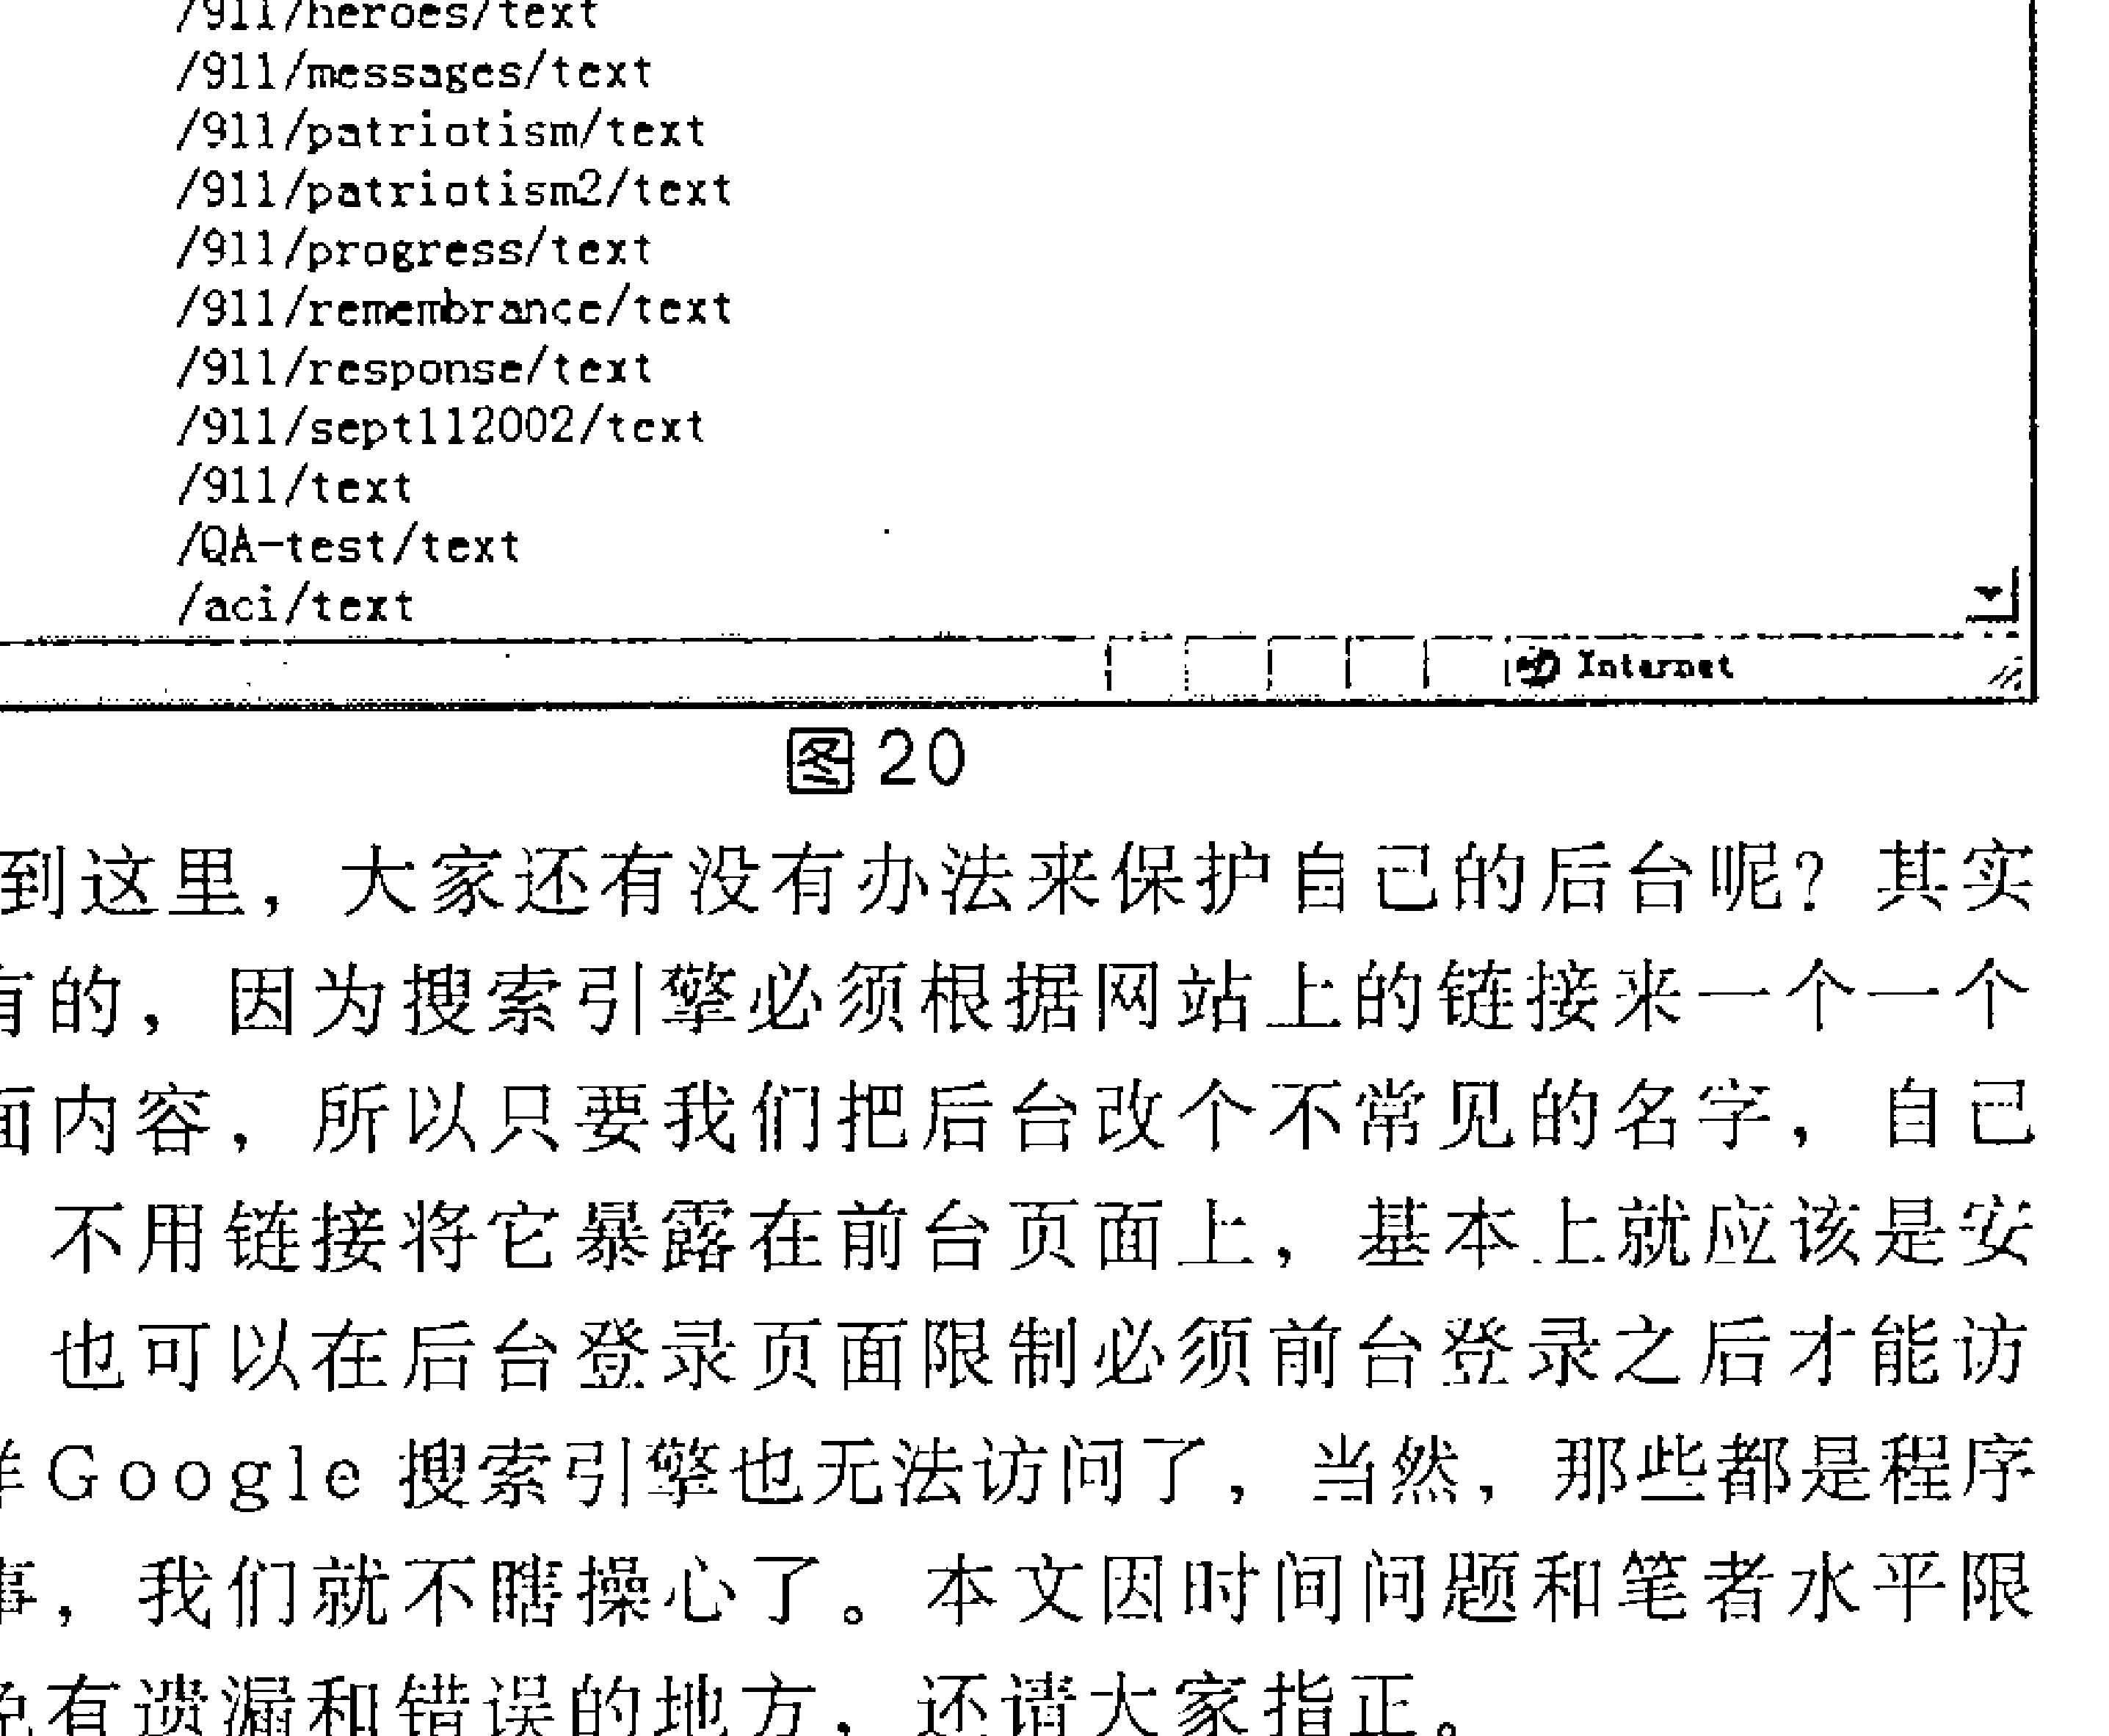 /911/heroes/text
/911/messages/text
/911/patriotism/text
/911/patriotism2/text
/911/progress/text
/911/remembrance/text
/911/response/text
/911/sept112002/text
/911/text
/QA-test/text
/aci/text
Internet
图20
到这里，大家还有没有办法来保护自己的后台呢？其实
有的，因为搜索引擎必须根据网站上的链接来一个一个
面内容，所以只要我们把后台改个不常见的名字，自己
不用链接将它暴露在前台页面上，基本上就应该是安
也可以在后台登录页面限制必须前台登录之后才能访
样Google搜索引擎也无法访问了，当然，那些都是程序
事，我们就不瞎操心了。本文因时间问题和笔者水平限
免有遗漏和错误的地方，还请大家指正。